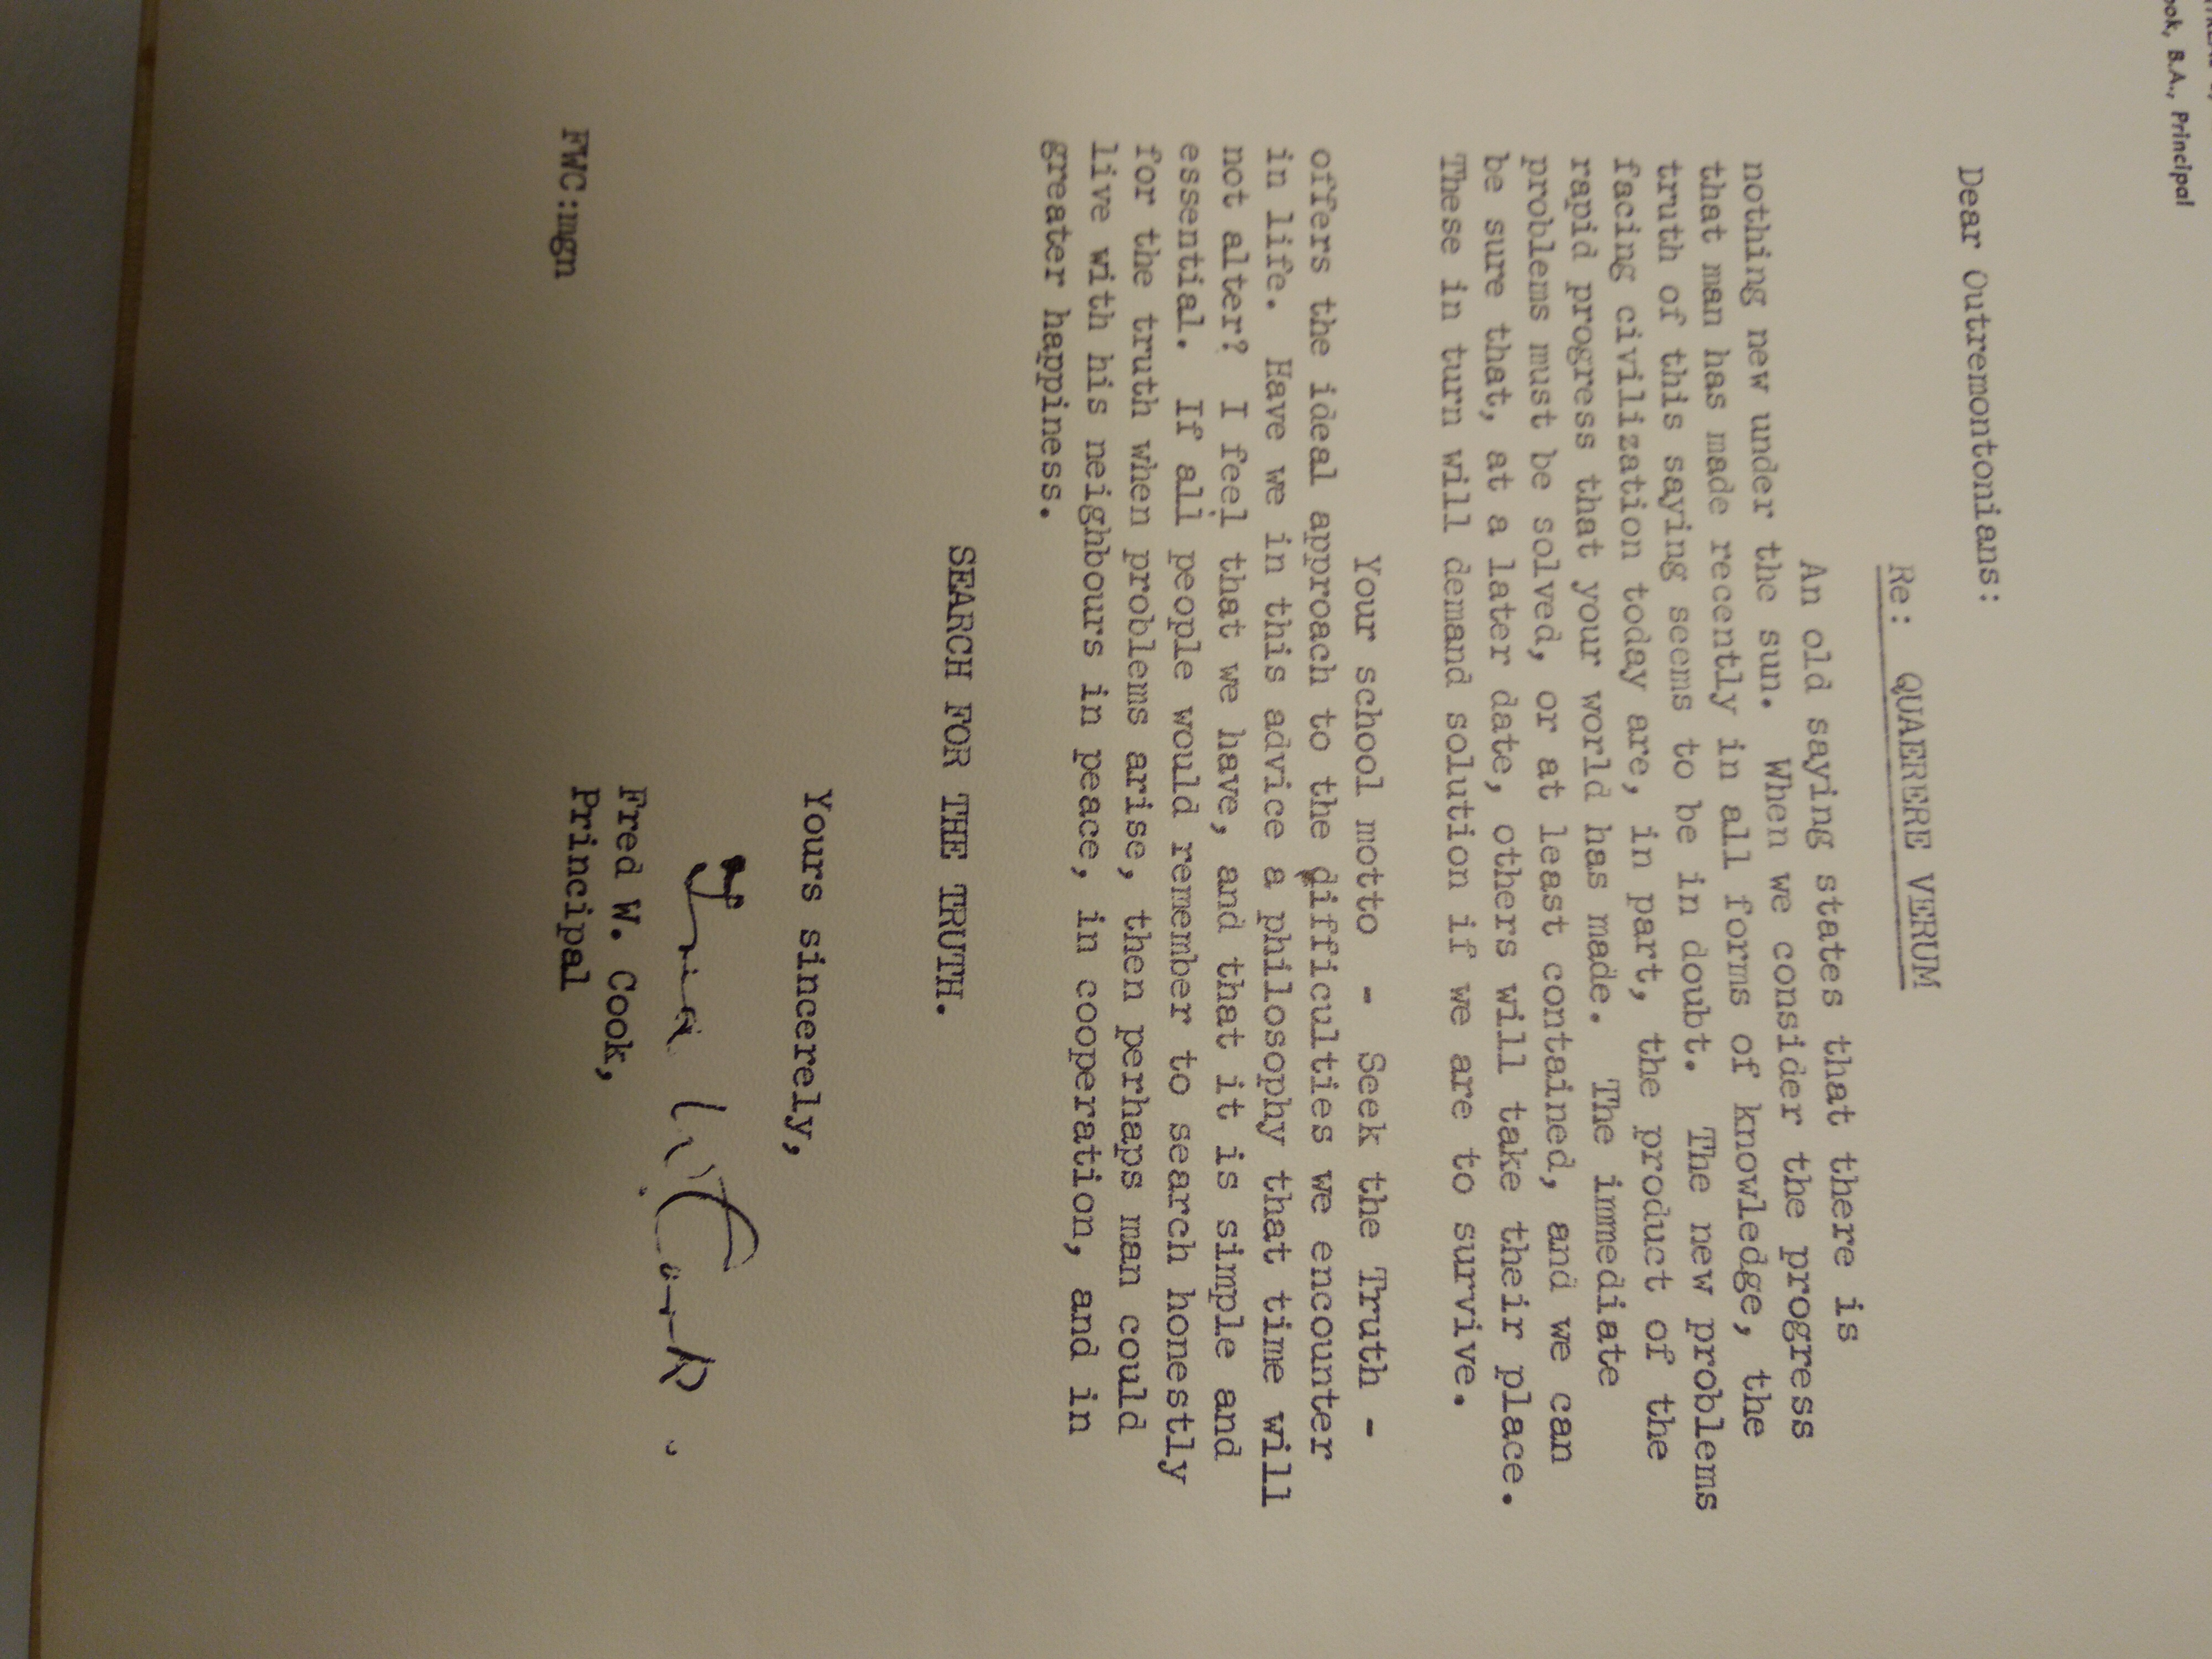 B.A., Principal
Dear Outremontonians:
Re: QUAERERE VERUM
An old saying states that there is
nothing new under the sun. When we consider the progress
that man has made recently in all forms of knowledge, the
truth of this saying seems to be in doubt. The new problems
facing civilization today are, in part, the product of the
rapid progress that your world has made. The immediate
problems must be solved, or at least contained, and we can
be sure that, at a later date, others will take their place.
These in turn will demand solution if we are to survive.
Your school motto - Seek the Truth -
offers the ideal approach to the difficulties we encounter
in life. Have we in this advice a philosophy that time will
not alter? I feel that we have, and that it is simple and
essential. If all people would remember to search honestly
for the truth when problems arise, then perhaps man could
live with his neighbours in peace, in cooperation, and in
greater happiness.
SEARCH FOR THE TRUTH.
Yours sincerely,
Fred W. Cook.
Fred W. Cook,
Principal
FWC:mgn